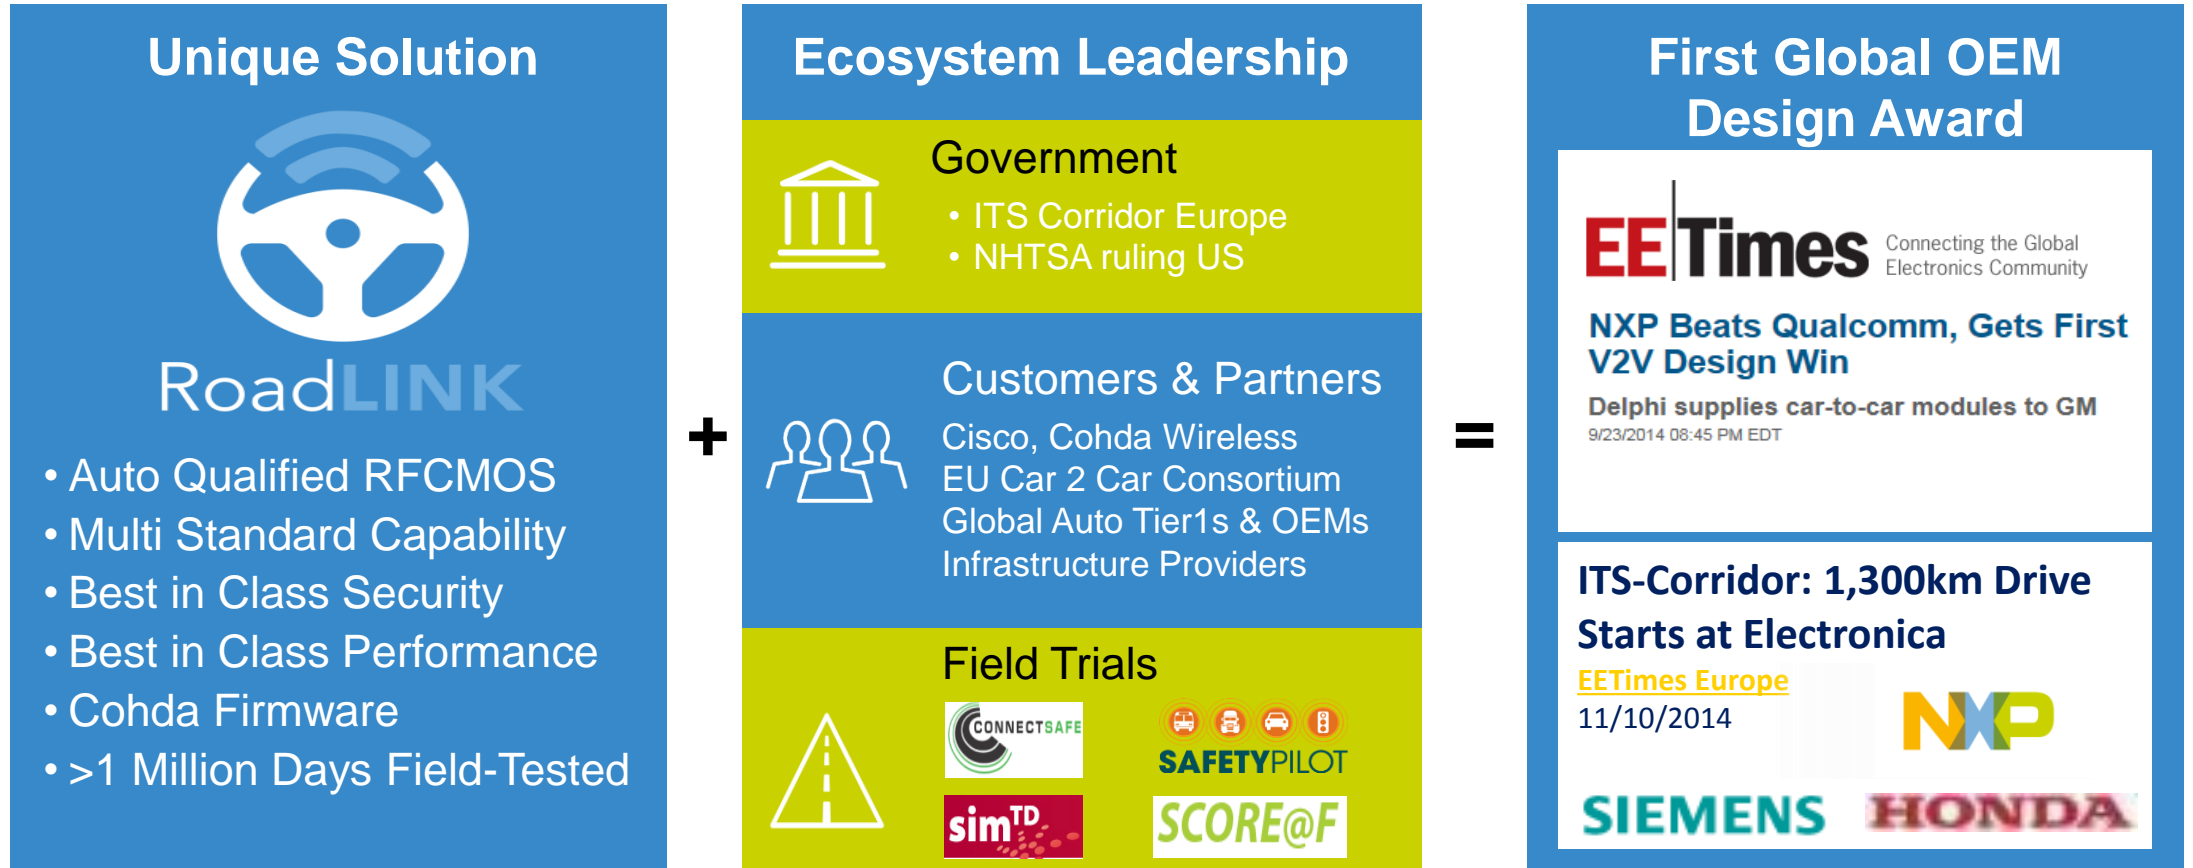 Unique Solution
RoadLINK
• Auto Qualified RFCMOS
• Multi Standard Capability
• Best in Class Security
• Best in Class Performance
• Cohda Firmware
• >1 Million Days Field-Tested
+
Ecosystem Leadership
Government
• ITS Corridor Europe
• NHTSA ruling US
Customers & Partners
Cisco, Cohda Wireless
EU Car 2 Car Consortium
Global Auto Tier1s & OEMs
Infrastructure Providers
Field Trials
CONNECTSAFE
SAFETYPILOT
simTD
SCORE@F
=
First Global OEM
Design Award
EETimes
Connecting the Global
Electronics Community
NXP Beats Qualcomm, Gets First
V2V Design Win
Delphi supplies car-to-car modules to GM
9/23/2014 08:45 PM EDT
ITS-Corridor: 1,300km Drive
Starts at Electronica
EETimes Europe
11/10/2014
NXP
SIEMENS
HONDA